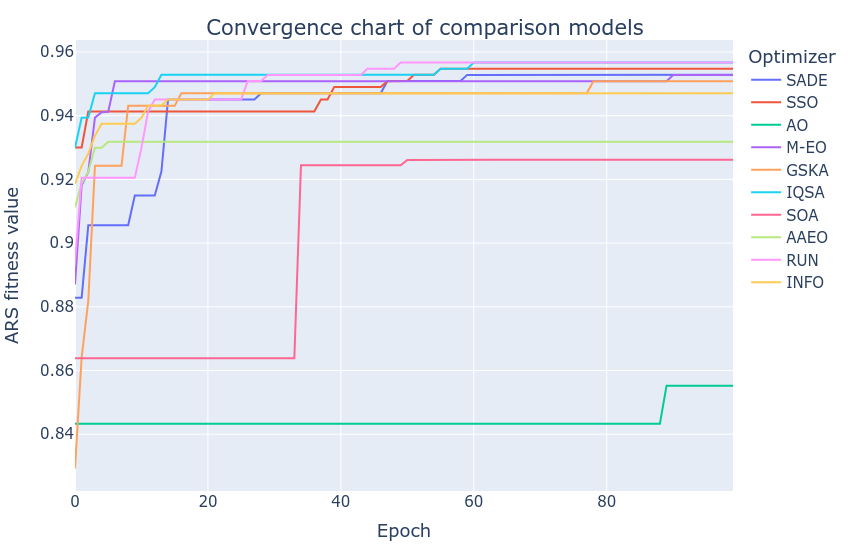 Convergence chart of comparison models
ARS fitness value
0.96
0.94
0.92
0.9
0.88
0.86
0.84
0
20
40
60
80
Epoch
Optimizer
SADE
SSO
AO
M-EO
GSKA
IQSA
SOA
AAEO
RUN
INFO